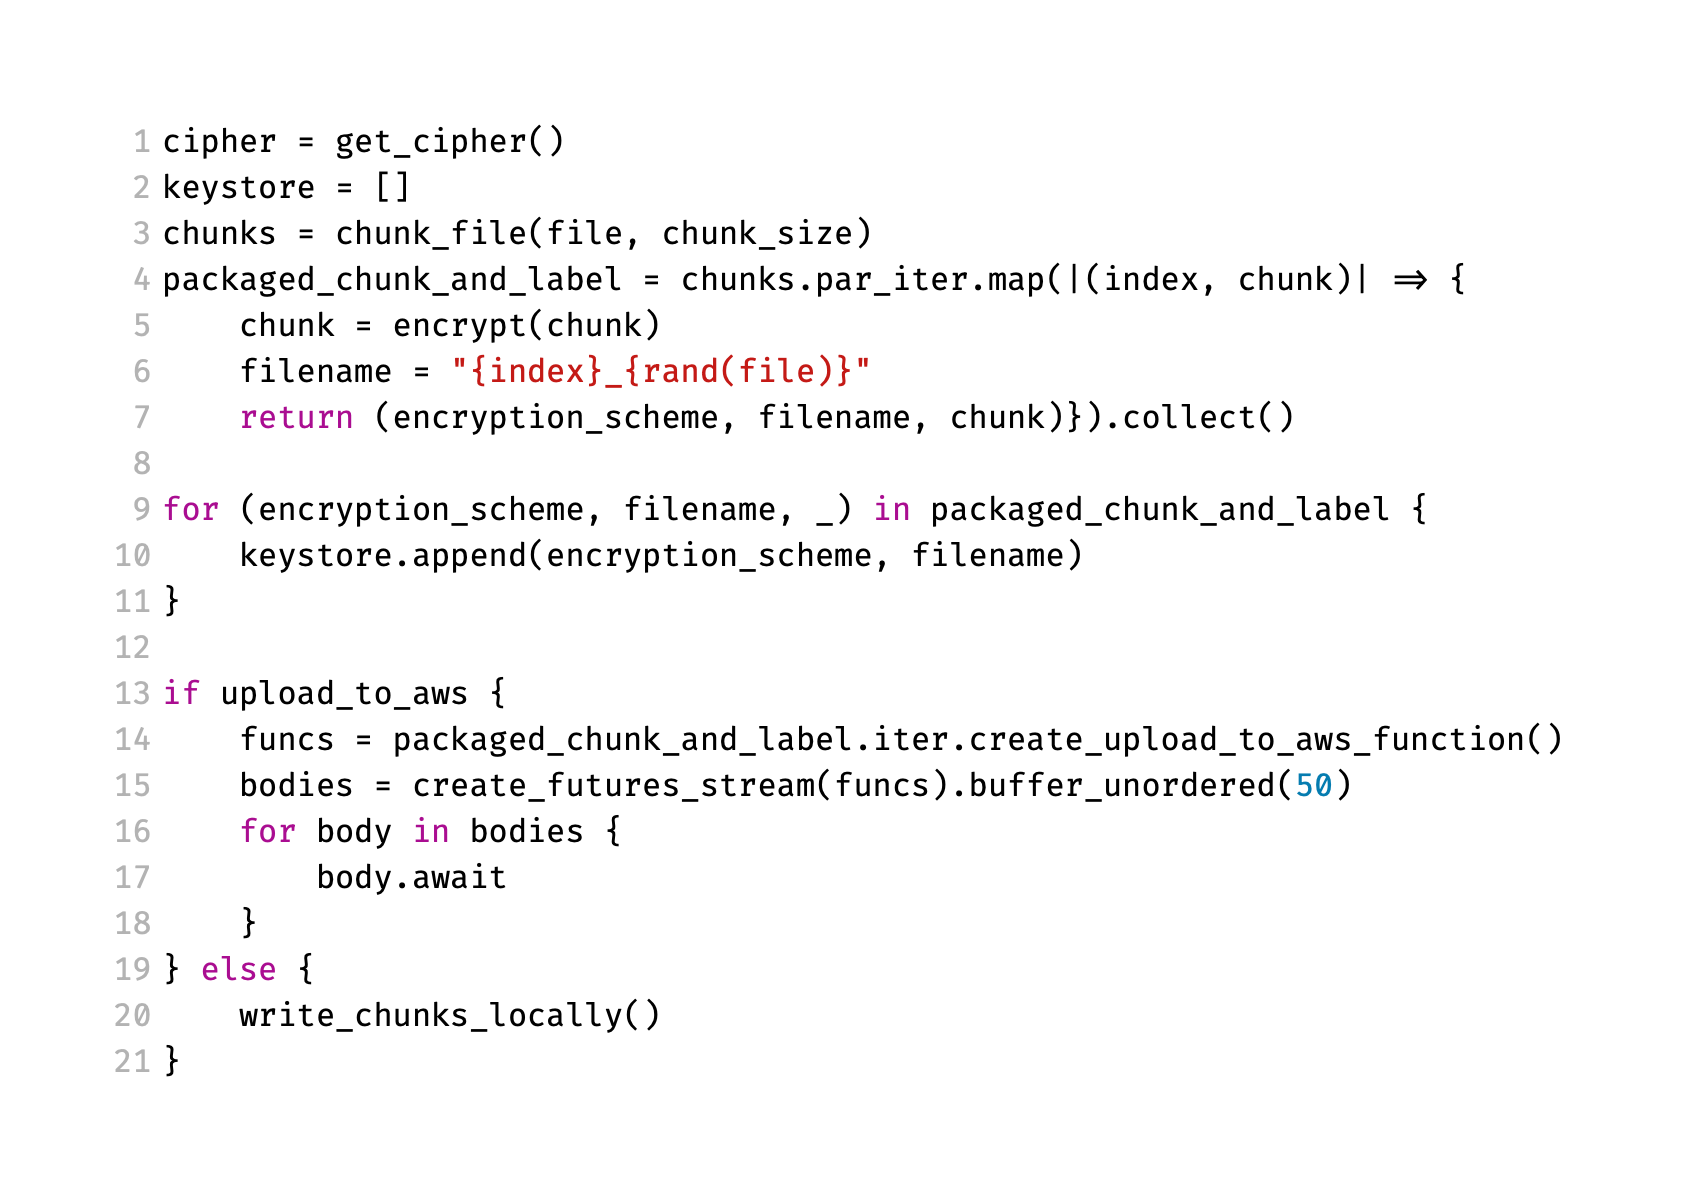 1 cipher = get_cipher()
2 keystore = []
3 chunks = chunk_file(file, chunk_size)
4 packaged_chunk_and_label = chunks.par_iter.map(|(index, chunk)| => {
5     chunk = encrypt(chunk)
6     filename = "{index}_{rand(file)}"
7     return (encryption_scheme, filename, chunk)}).collect()
8
9 for (encryption_scheme, filename, _) in packaged_chunk_and_label {
10     keystore.append(encryption_scheme, filename)
11 }
12
13 if upload_to_aws {
14     funcs = packaged_chunk_and_label.iter.create_upload_to_aws_function()
15     bodies = create_futures_stream(funcs).buffer_unordered(50)
16     for body in bodies {
17         body.await
18     }
19 } else {
20     write_chunks_locally()
21 }